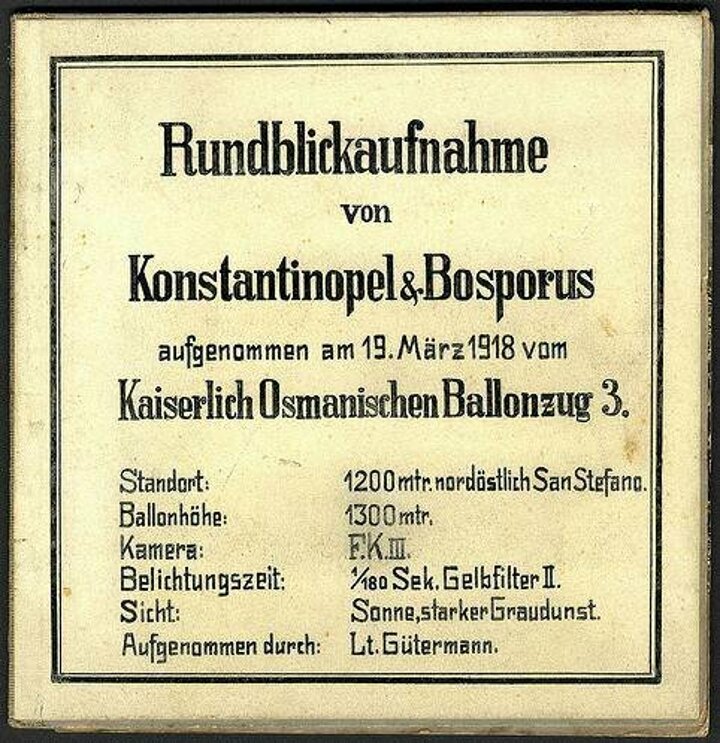 Rundblickaufnahme
von
Konstantinopel & Bosporus
aufgenommen am 19. März 1918 vom
Kaiserlich Osmanischen Ballonzug 3.
Standort: 1200 mtr. nordöstlich San Stefano.
Ballonhöhe: 1300 mtr.
Kamera: F.K.III.
Belichtungszeit: 1/180 Sek. Gelbfilter II.
Sicht: Sonne, starker Graudunst.
Aufgenommen durch: Lt. Gütermann.